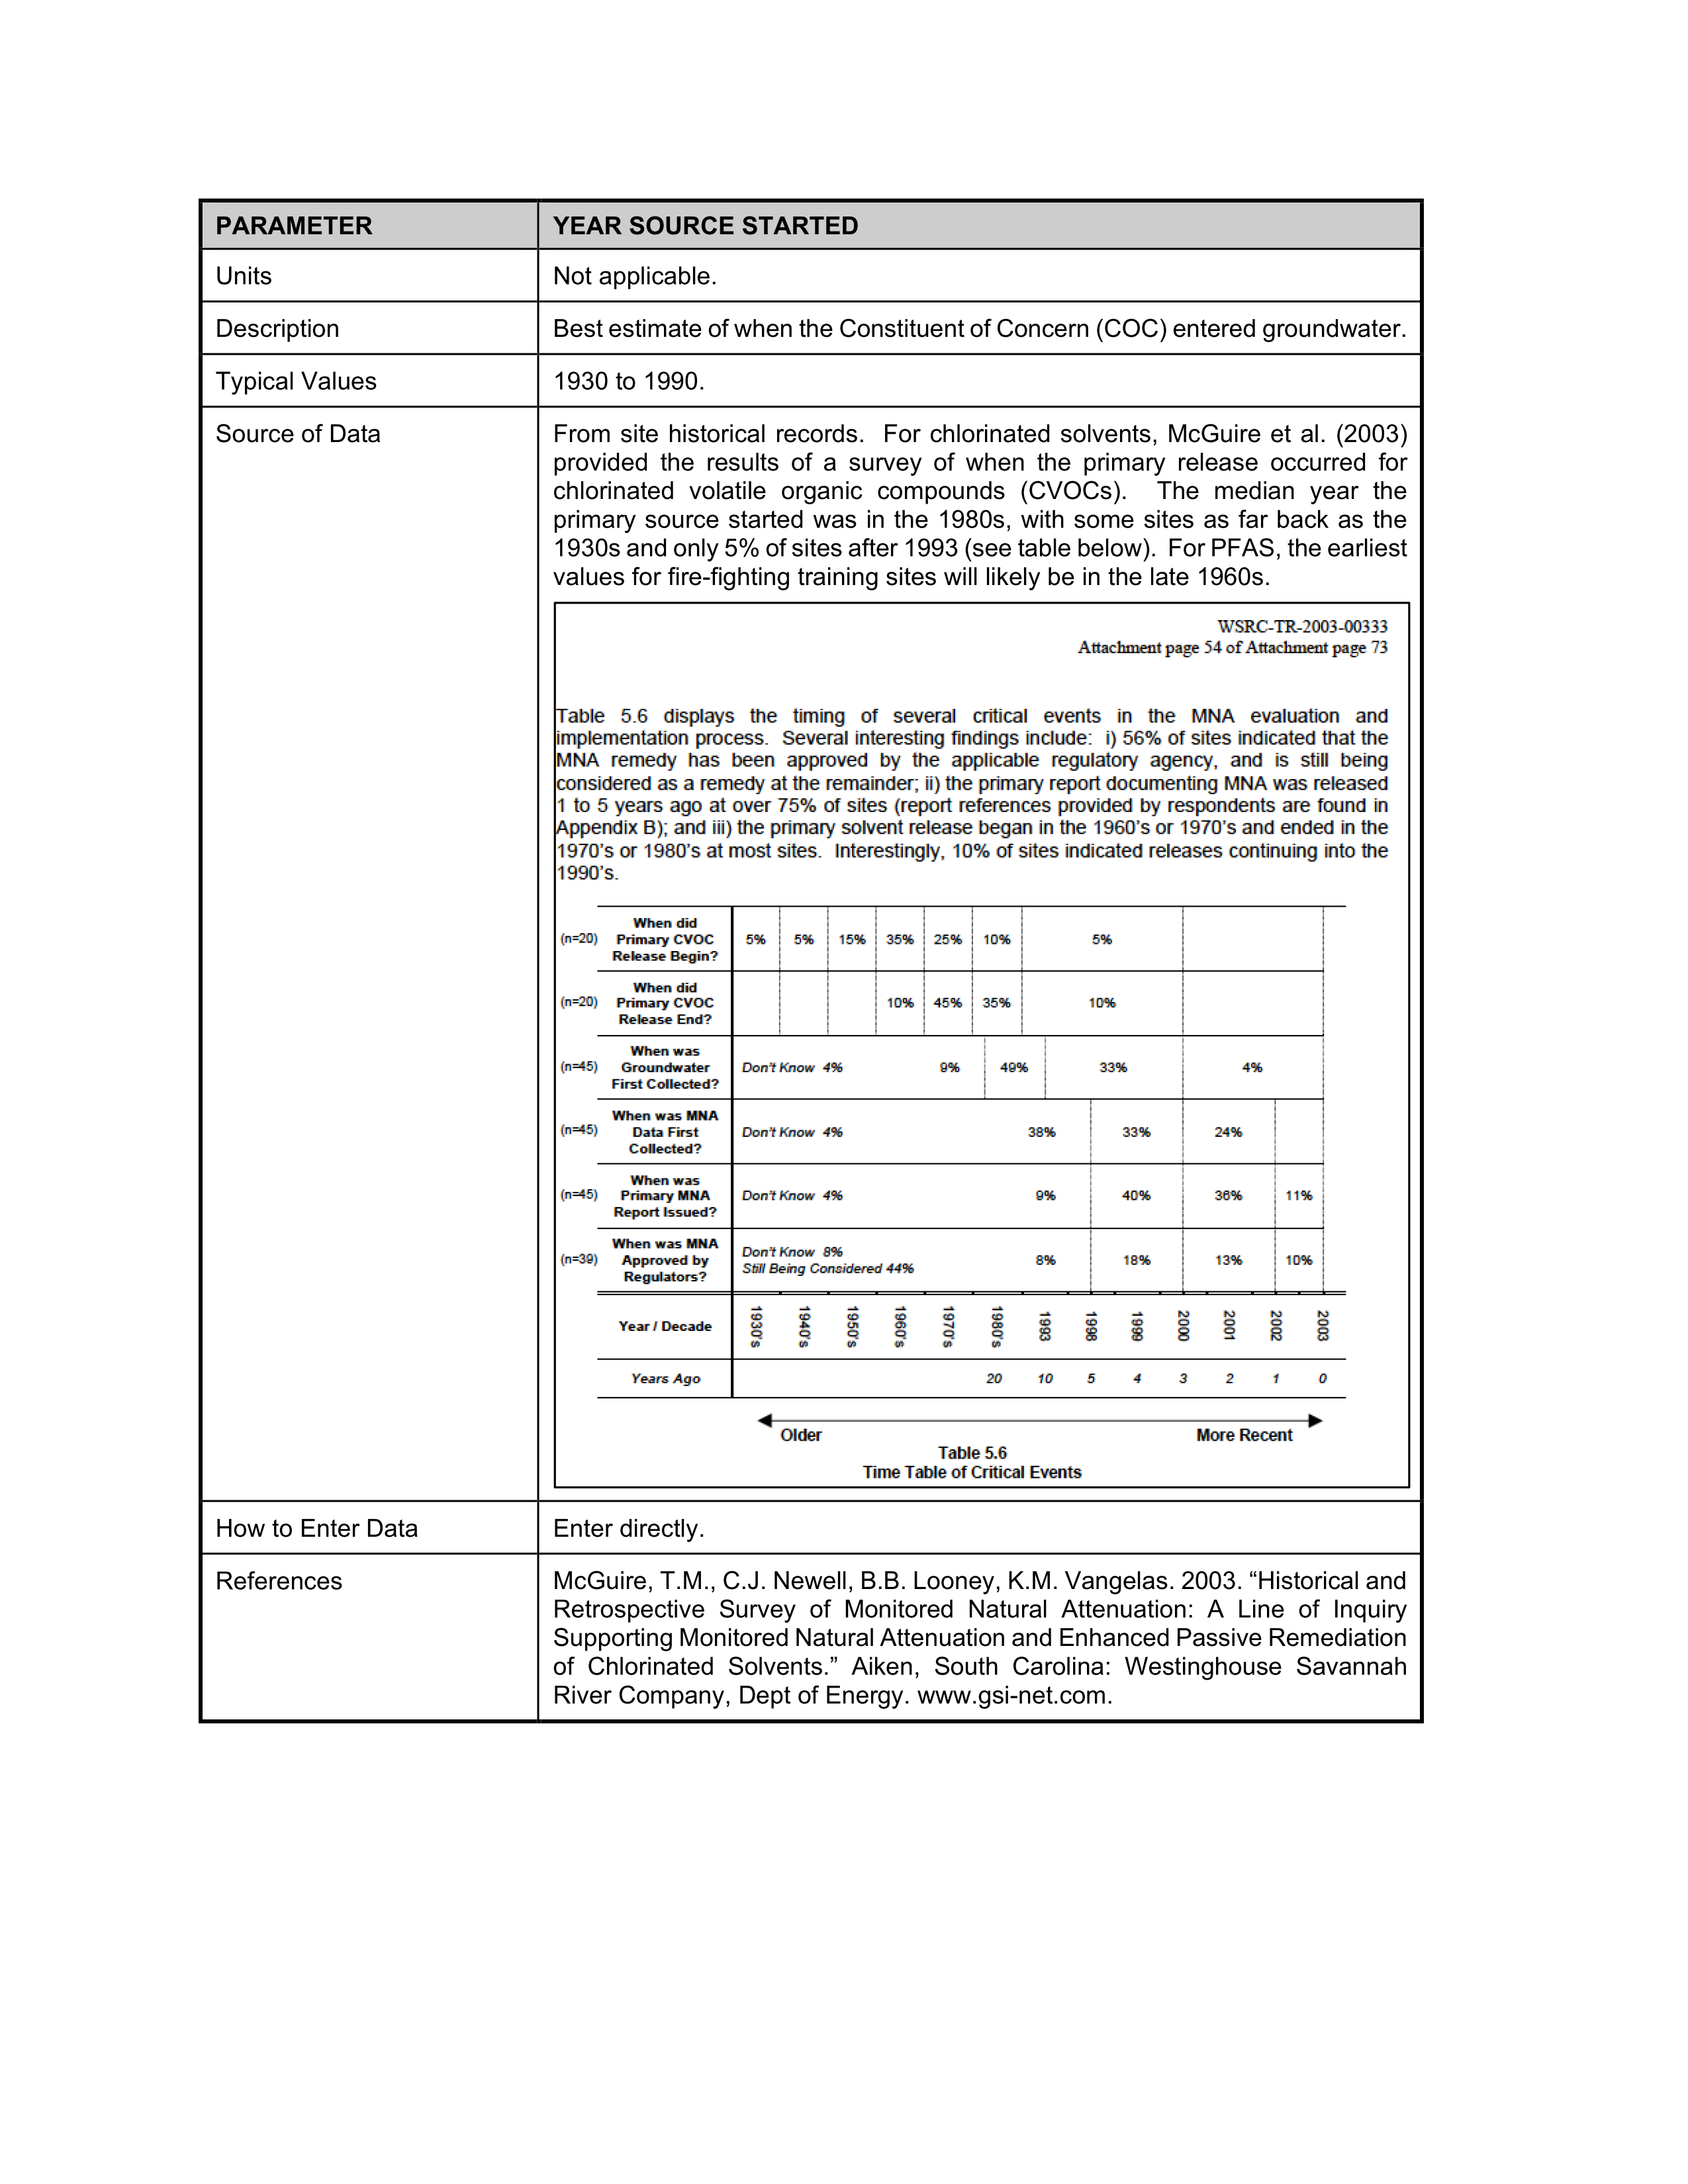 PARAMETER YEAR SOURCE STARTED
Units Not applicable.
Description Best estimate of when the Constituent of Concern (COC) entered groundwater.
Typical Values 1930 to 1990.
Source of Data From site historical records. For chlorinated solvents, McGuire et al. (2003)
provided the results of a survey of when the primary release occurred for
chlorinated volatile organic compounds (CVOCs). The median year the
primary source started was in the 1980s, with some sites as far back as the
1930s and only 5% of sites after 1993 (see table below). For PFAS, the earliest
values for fire-fighting training sites will likely be in the late 1960s.
WSRC-TR-2003-00333
Attachment page 54 of Attachment page 73
Table 5.6 displays the timing of several critical events in the MNA evaluation and
implementation process. Several interesting findings include: i) 56% of sites indicated that the
MNA remedy has been approved by the applicable regulatory agency, and is still being
considered as a remedy at the remainder; ii) the primary report documenting MNA was released
1 to 5 years ago at over 75% of sites (report references provided by respondents are found in
Appendix B); and iii) the primary solvent release began in the 1960's or 1970's and ended in the
1970's or 1980's at most sites. Interestingly, 10% of sites indicated releases continuing into the
1990's.
When did
(n=20) Primary CVOC 5% 5% 15% 35% 25% 10% 5%
Release Begin?
When did
(n=20) Primary CVOC 10% 45% 35% 10%
Release End?
When was
(n=45) Groundwater Don't Know 4% 9% 49% 33% 4%
First Collected?
When was MNA
(n=45) Data First Don't Know 4% 38% 33% 24%
Collected?
When was
(n=45) Primary MNA Don't Know 4% 9% 40% 36% 11%
Report Issued?
When was MNA Don't Know 8%
(n=39) Approved by 8% 18% 13% 10%
Regulators? Still Being Considered 44%
Year / Decade 1930's 1940's 1950's 1960's 1970's 1980's 1993 1998 1999 2000 2001 2002 2003
Years Ago 20 10 5 4 3 2 1 0
Older More Recent
Table 5.6
Time Table of Critical Events
How to Enter Data Enter directly.
References McGuire, T.M., C.J. Newell, B.B. Looney, K.M. Vangelas. 2003. “Historical and
Retrospective Survey of Monitored Natural Attenuation: A Line of Inquiry
Supporting Monitored Natural Attenuation and Enhanced Passive Remediation
of Chlorinated Solvents.” Aiken, South Carolina: Westinghouse Savannah
River Company, Dept of Energy. www.gsi-net.com.